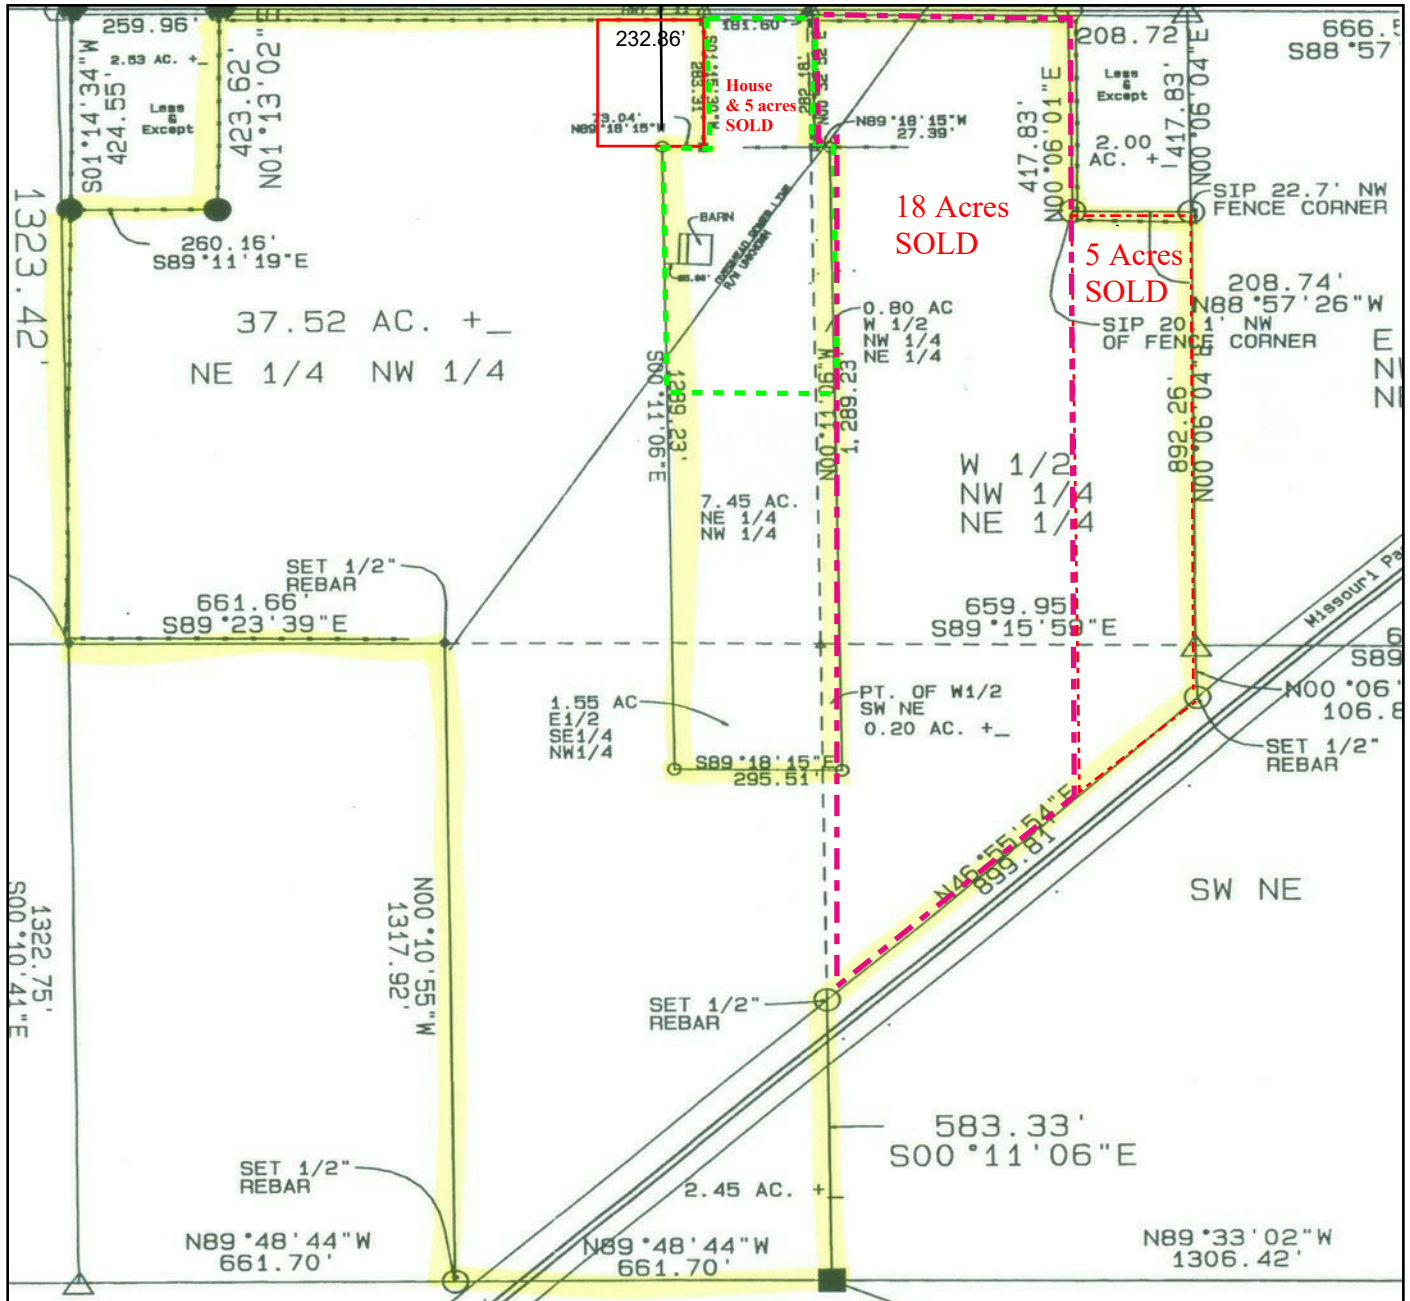 259.96'
2.53 AC. +_
Less
&
Except
S01°14'34"W
424.55'
423.62'
N01°13'02"
1323.42'
260.16'
S89°11'19"E
37.52 AC. +_
NE 1/4 NW 1/4
232.86'
73.04'
N89°18'15"W
283.31
181.60'
House
& 5 acres
SOLD
282.18'
N89°18'15"W
27.39'
BARN
OVERHEAD POWER LINE
R/W UNKNOWN
18 Acres
SOLD
208.72
Less
&
Except
2.00
AC. +_
417.83'
N00°06'01"E
417.83'
N00°06'04"E
666.5
S88°57'
SIP 22.7' NW
FENCE CORNER
5 Acres
SOLD
208.74'
N88°57'26"W
SIP 20.1' NW
OF FENCE CORNER
0.80 AC
W 1/2
NW 1/4
NE 1/4
S00°11'06"E
1289.23'
N00°11'06"W
1,289.23'
892.26'
N00°06'04"E
W 1/2
NW 1/4
NE 1/4
7.45 AC.
NE 1/4
NW 1/4
SET 1/2"
REBAR
661.66'
S89°23'39"E
659.95
S89°15'59"E
Missouri Pa
S89
N00°06'
106.8
SET 1/2"
REBAR
1.55 AC
E1/2
SE1/4
NW1/4
PT. OF W1/2
SW NE
0.20 AC. +_
S89°18'15"E
295.51'
N46°55'54"E
899.81'
SW NE
S00°10'41"E
1322.75'
N00°10'55"W
1317.92'
SET 1/2"
REBAR
583.33'
S00°11'06"E
SET 1/2"
REBAR
2.45 AC. +_
N89°48'44"W
661.70'
N89°48'44"W
661.70'
N89°33'02"W
1306.42'